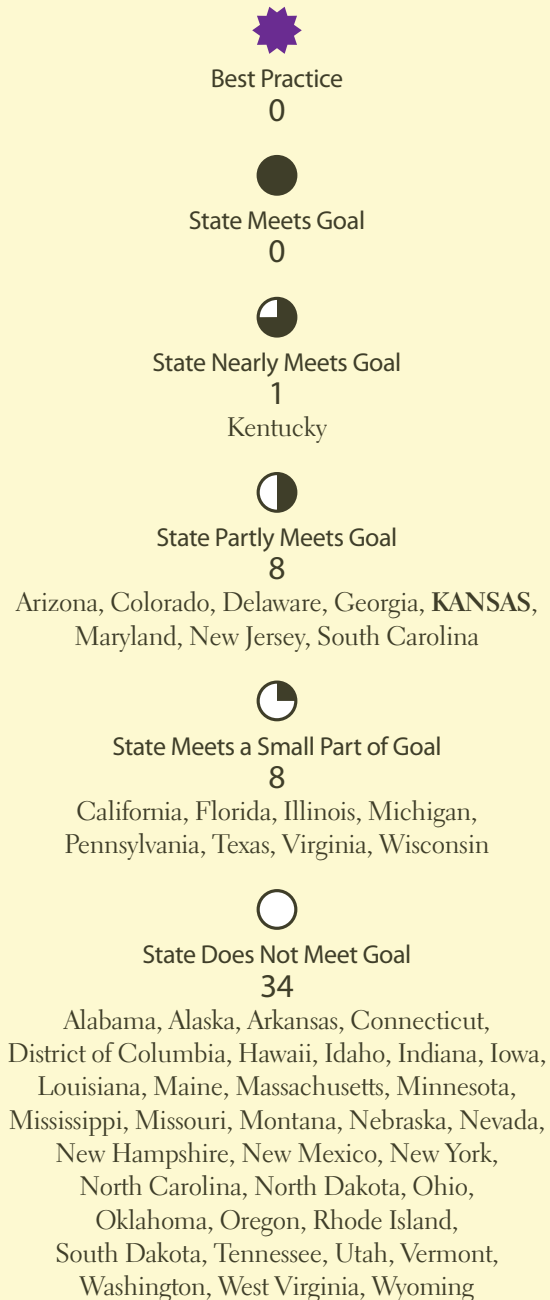 Best Practice
0
State Meets Goal
0
State Nearly Meets Goal
1
Kentucky
State Partly Meets Goal
8
Arizona, Colorado, Delaware, Georgia, KANSAS,
Maryland, New Jersey, South Carolina
State Meets a Small Part of Goal
8
California, Florida, Illinois, Michigan,
Pennsylvania, Texas, Virginia, Wisconsin
State Does Not Meet Goal
34
Alabama, Alaska, Arkansas, Connecticut,
District of Columbia, Hawaii, Idaho, Indiana, Iowa,
Louisiana, Maine, Massachusetts, Minnesota,
Mississippi, Missouri, Montana, Nebraska, Nevada,
New Hampshire, New Mexico, New York,
North Carolina, North Dakota, Ohio,
Oklahoma, Oregon, Rhode Island,
South Dakota, Tennessee, Utah, Vermont,
Washington, West Virginia, Wyoming